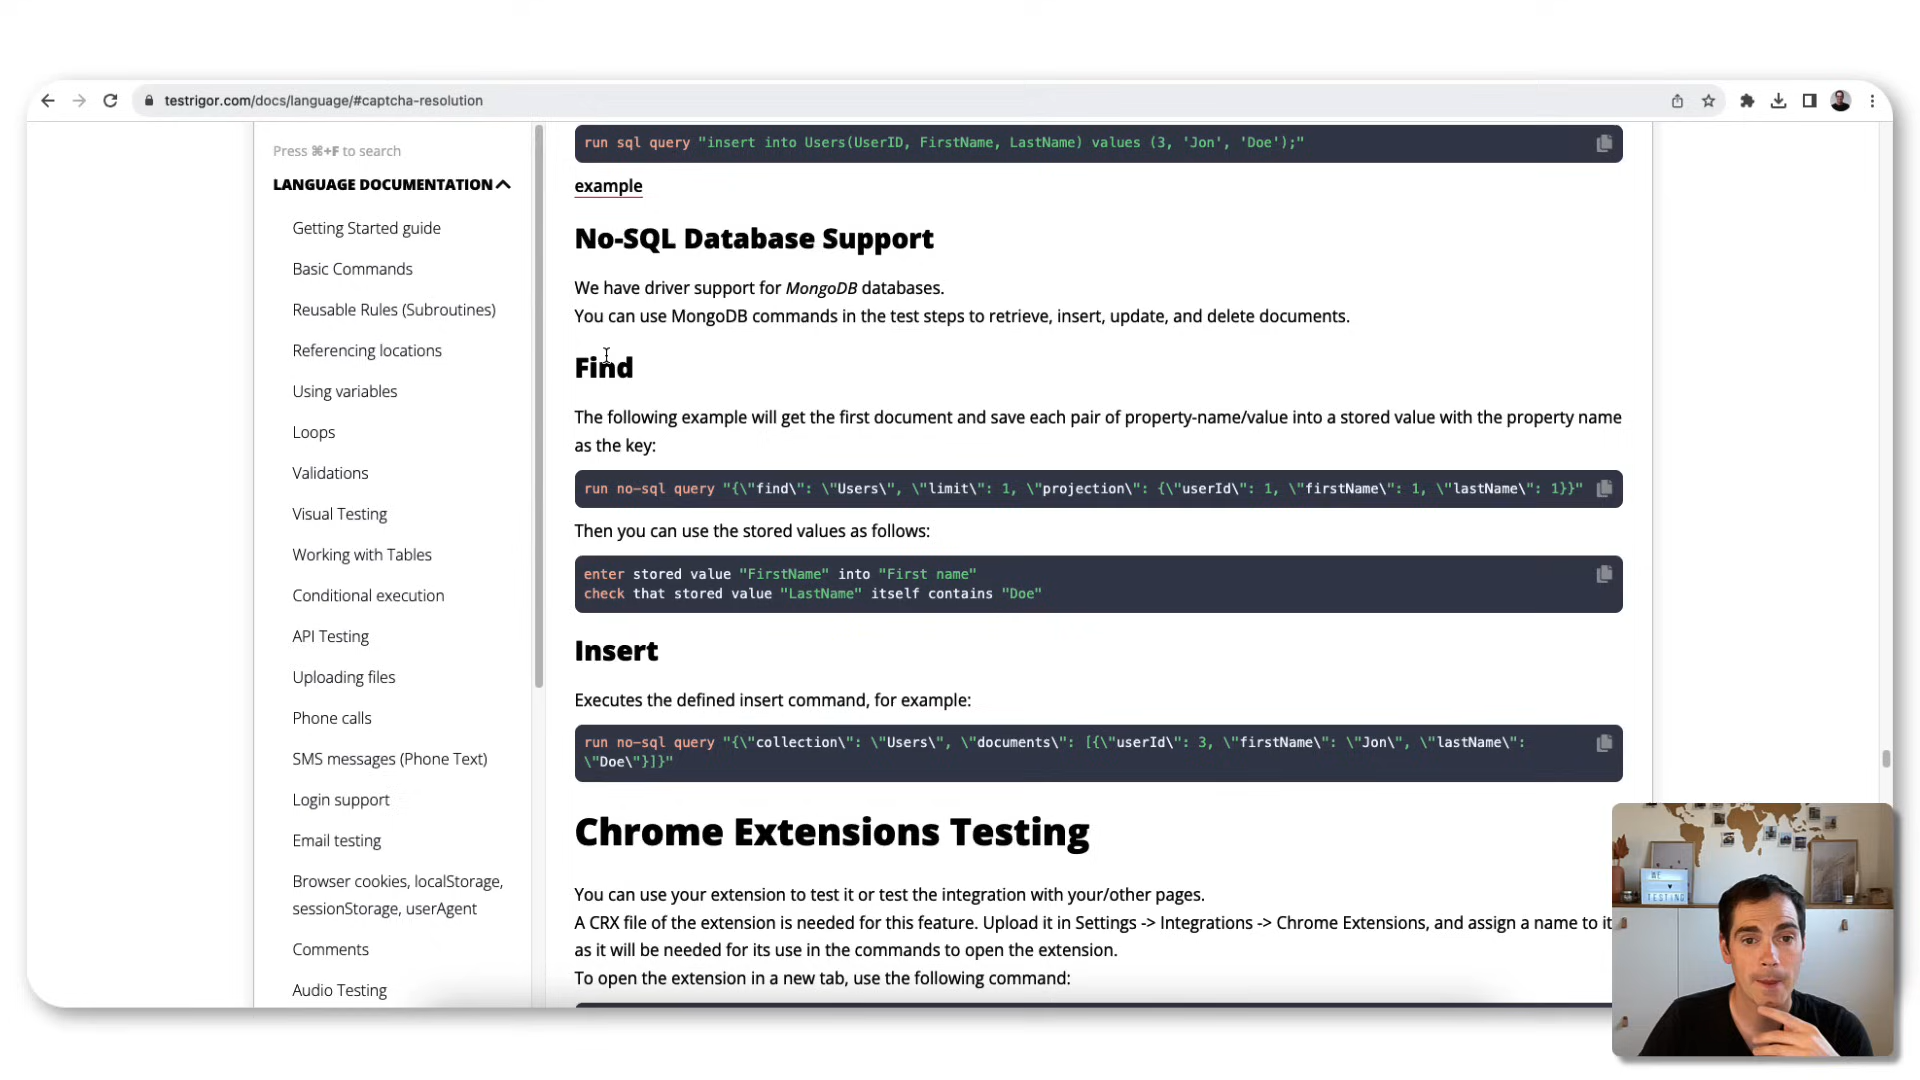 testrigor.com/docs/language/#captcha-resolution
Press ⌘+F to search
LANGUAGE DOCUMENTATION
Getting Started guide
Basic Commands
Reusable Rules (Subroutines)
Referencing locations
Using variables
Loops
Validations
Visual Testing
Working with Tables
Conditional execution
API Testing
Uploading files
Phone calls
SMS messages (Phone Text)
Login support
Email testing
Browser cookies, localStorage,
sessionStorage, userAgent
Comments
Audio Testing
run sql query "insert into Users(UserID, FirstName, LastName) values (3, 'Jon', 'Doe');"
example
No-SQL Database Support
We have driver support for MongoDB databases.
You can use MongoDB commands in the test steps to retrieve, insert, update, and delete documents.
Find
The following example will get the first document and save each pair of property-name/value into a stored value with the property name
as the key:
run no-sql query "{\"find\": \"Users\", \"limit\": 1, \"projection\": {\"userId\": 1, \"firstName\": 1, \"lastName\": 1}}"
Then you can use the stored values as follows:
enter stored value "FirstName" into "First name"
check that stored value "LastName" itself contains "Doe"
Insert
Executes the defined insert command, for example:
run no-sql query "{\"collection\": \"Users\", \"documents\": [{\"userId\": 3, \"firstName\": \"Jon\", \"lastName\":
\"Doe\"}]}"
Chrome Extensions Testing
You can use your extension to test it or test the integration with your/other pages.
A CRX file of the extension is needed for this feature. Upload it in Settings -> Integrations -> Chrome Extensions, and assign a name to it
as it will be needed for its use in the commands to open the extension.
To open the extension in a new tab, use the following command:
WE
TESTING